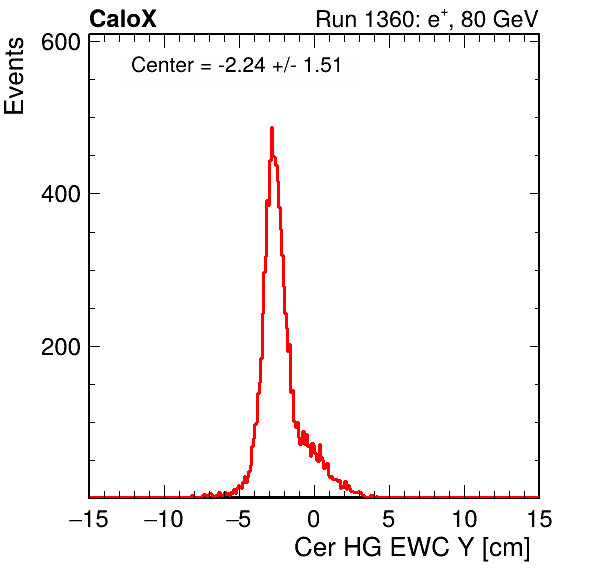 CaloX Run 1360: e⁺, 80 GeV
Events
600
Center = -2.24 +/- 1.51
400
200
−15 −10 −5 0 5 10 15
Cer HG EWC Y [cm]